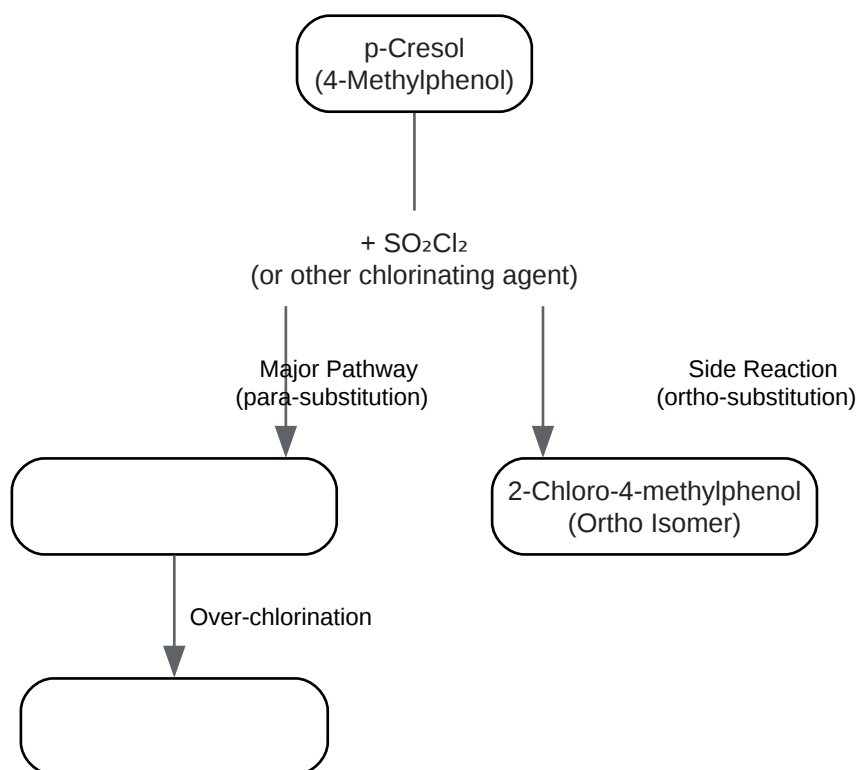 p-Cresol
(4-Methylphenol)
+ SO₂Cl₂
(or other chlorinating agent)
Major Pathway
(para-substitution)
Side Reaction
(ortho-substitution)
2-Chloro-4-methylphenol
(Ortho Isomer)
Over-chlorination